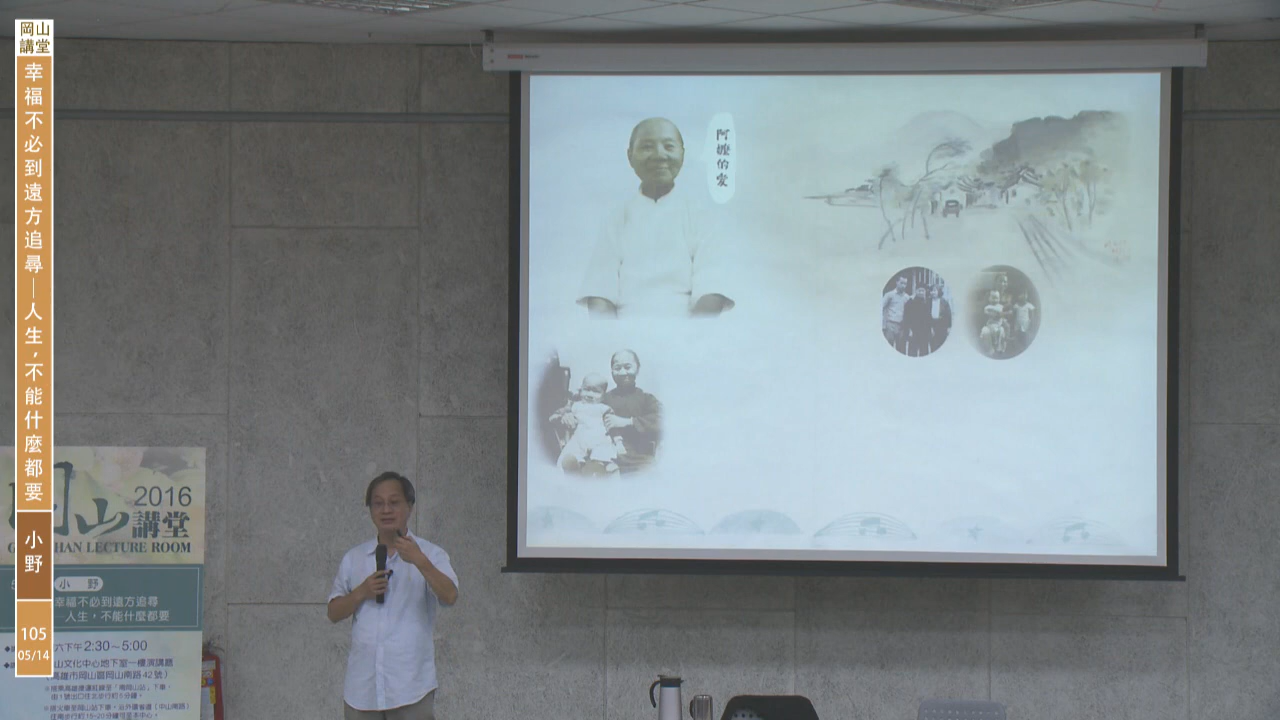 岡山
講堂
幸福不必到遠方追尋—人生，不能什麼都要
小野
105
05/14
阿嬤的愛
岡山
2016
講堂
HAN LECTURE ROOM
小 野
幸福不必到遠方追尋
人生，不能什麼都要
六下午2:30～5:00
山文化中心地下室一樓演講廳
高雄市岡山區岡山南路42號）